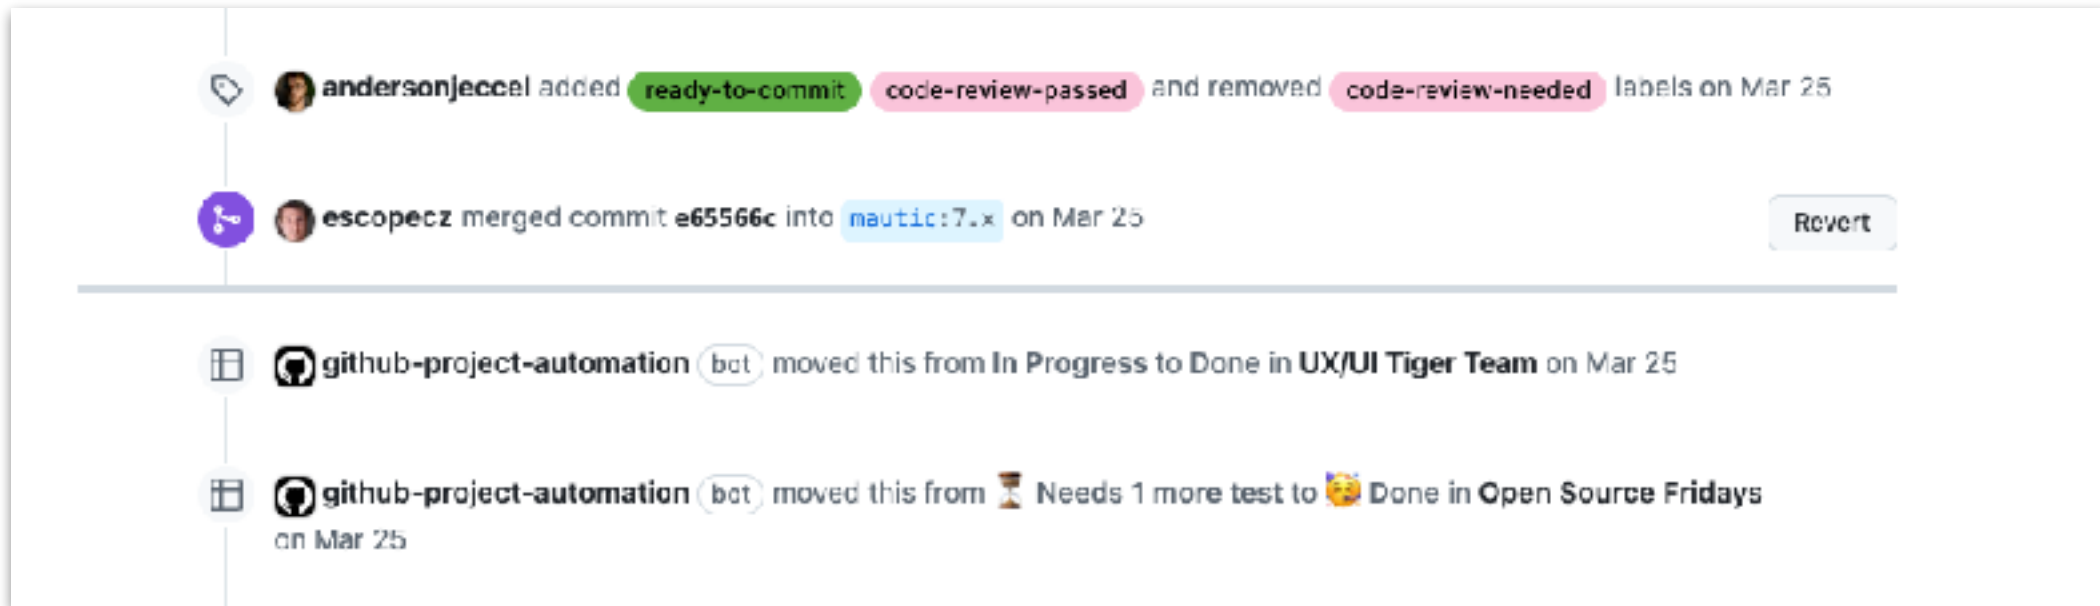 andersonjeccel added ready-to-commit code-review-passed and removed code-review-needed labels on Mar 25
escopecz merged commit e65566c into mautic:7.x on Mar 25
Revert
github-project-automation bot moved this from In Progress to Done in UX/UI Tiger Team on Mar 25
github-project-automation bot moved this from ⏳ Needs 1 more test to 🥳 Done in Open Source Fridays
on Mar 25